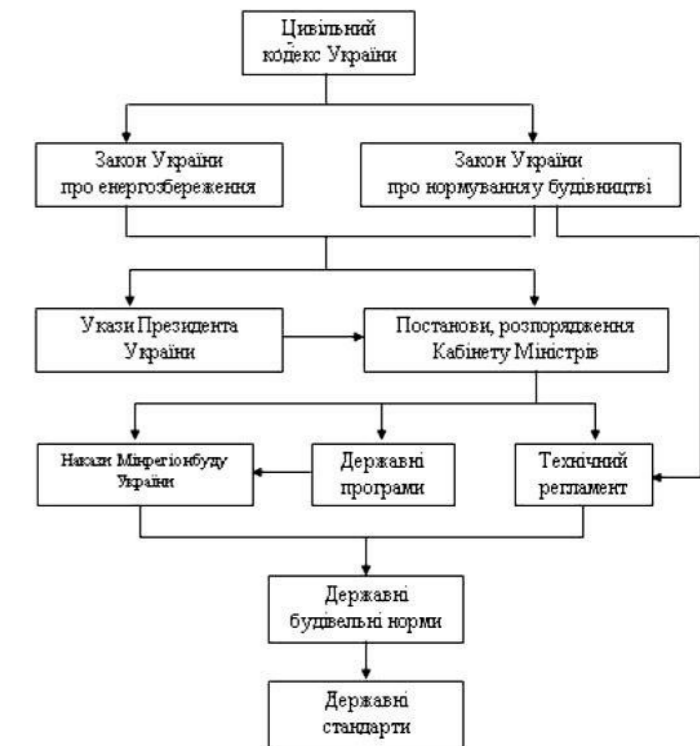 Цивільний
кодекс України
Закон України
про енергозбереження
Закон України
про нормування у будівництві
Укази Президента
України
Постанови, розпорядження
Кабінету Міністрів
Накази Мінрегіонбуду
України
Державні
програми
Технічний
регламент
Державні
будівельні норми
Державні
стандарти